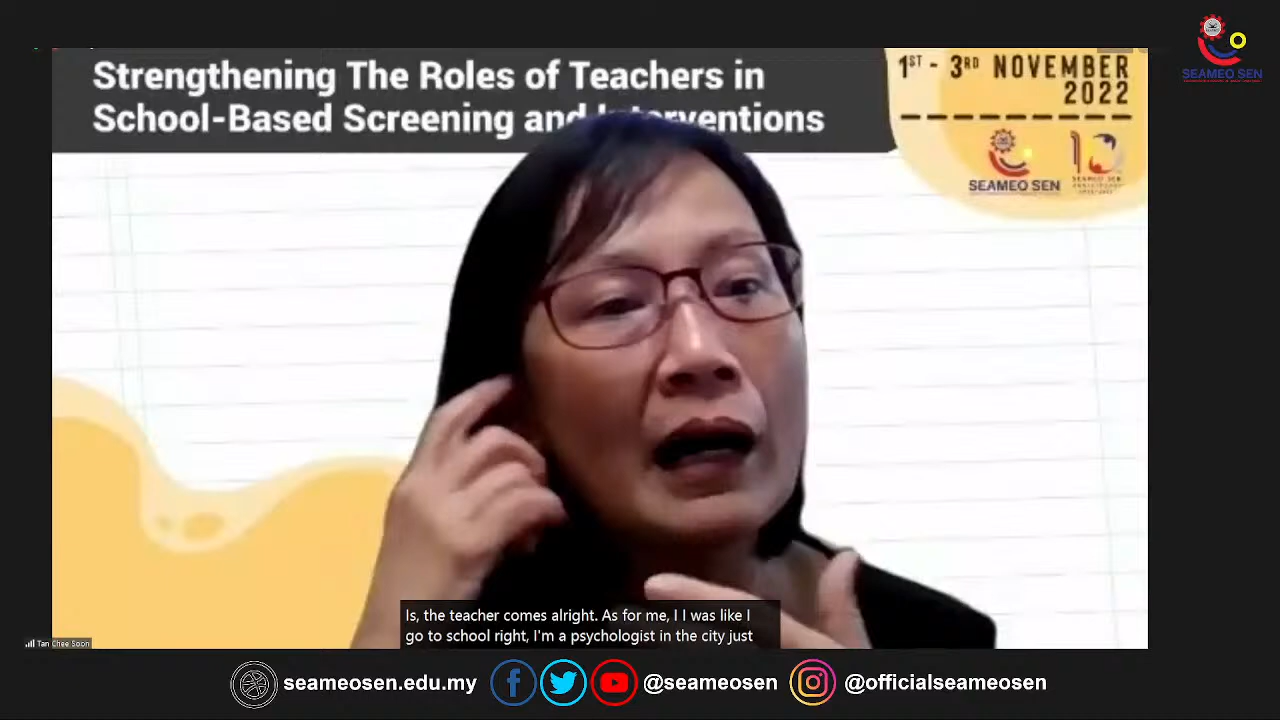 Strengthening The Roles of Teachers in
School-Based Screening and Interventions
1ST - 3RD NOVEMBER
2022
SEAMEO SEN
SEAMEO SEN
Tan Chee Soon
Is, the teacher comes alright. As for me, I I was like I
go to school right, I'm a psychologist in the city just
seameosen.edu.my
@seameosen
@officialseameosen